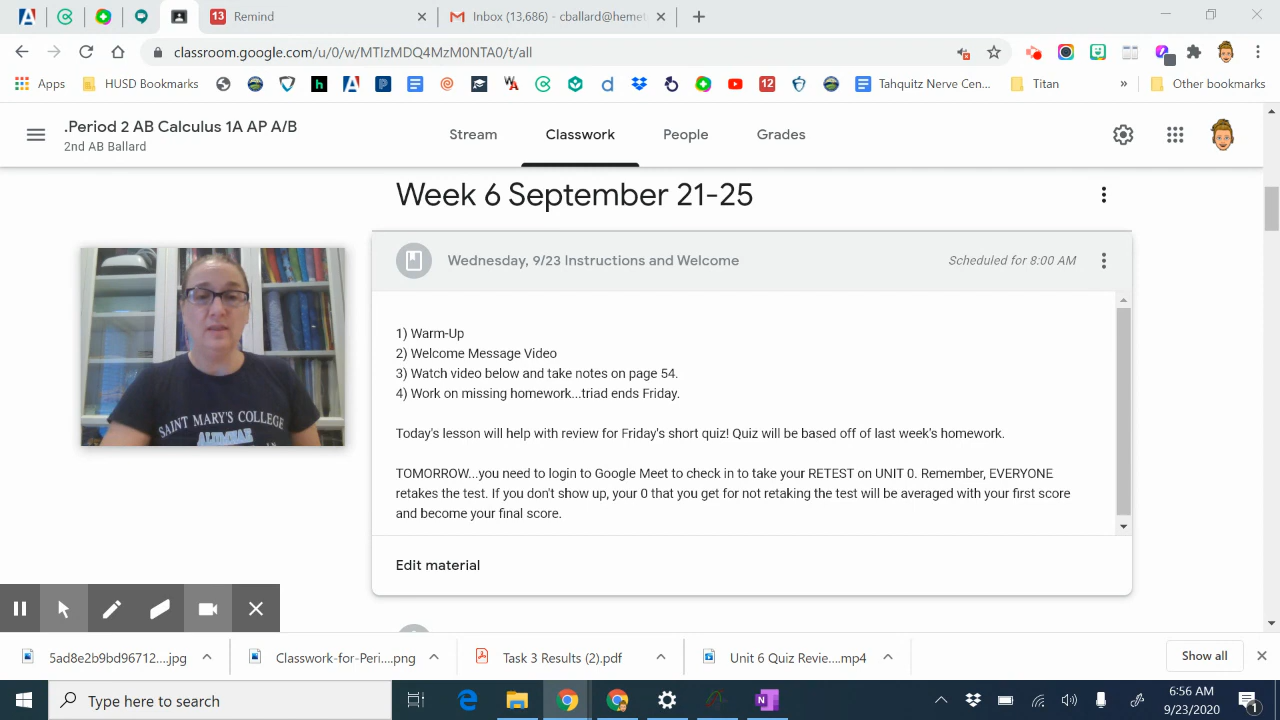 13 Remind
Inbox (13,686) - cballard@hemet
classroom.google.com/u/0/w/MTIzMDQ4MzM0NTA0/t/all
Apps HUSD Bookmarks 12 Tahquitz Nerve Cen... Titan » Other bookmarks
.Period 2 AB Calculus 1A AP A/B
2nd AB Ballard
Stream Classwork People Grades
Week 6 September 21-25
Wednesday, 9/23 Instructions and Welcome
Scheduled for 8:00 AM
1) Warm-Up
2) Welcome Message Video
3) Watch video below and take notes on page 54.
4) Work on missing homework...triad ends Friday.
Today's lesson will help with review for Friday's short quiz! Quiz will be based off of last week's homework.
TOMORROW...you need to login to Google Meet to check in to take your RETEST on UNIT 0. Remember, EVERYONE
retakes the test. If you don't show up, your 0 that you get for not retaking the test will be averaged with your first score
and become your final score.
SAINT MARY'S COLLEGE
ALUMNAE
Edit material
5ad8e2b9bd96712....jpg
Classwork-for-Peri....png
Task 3 Results (2).pdf
Unit 6 Quiz Revie....mp4
Show all
Type here to search
6:56 AM
9/23/2020
1